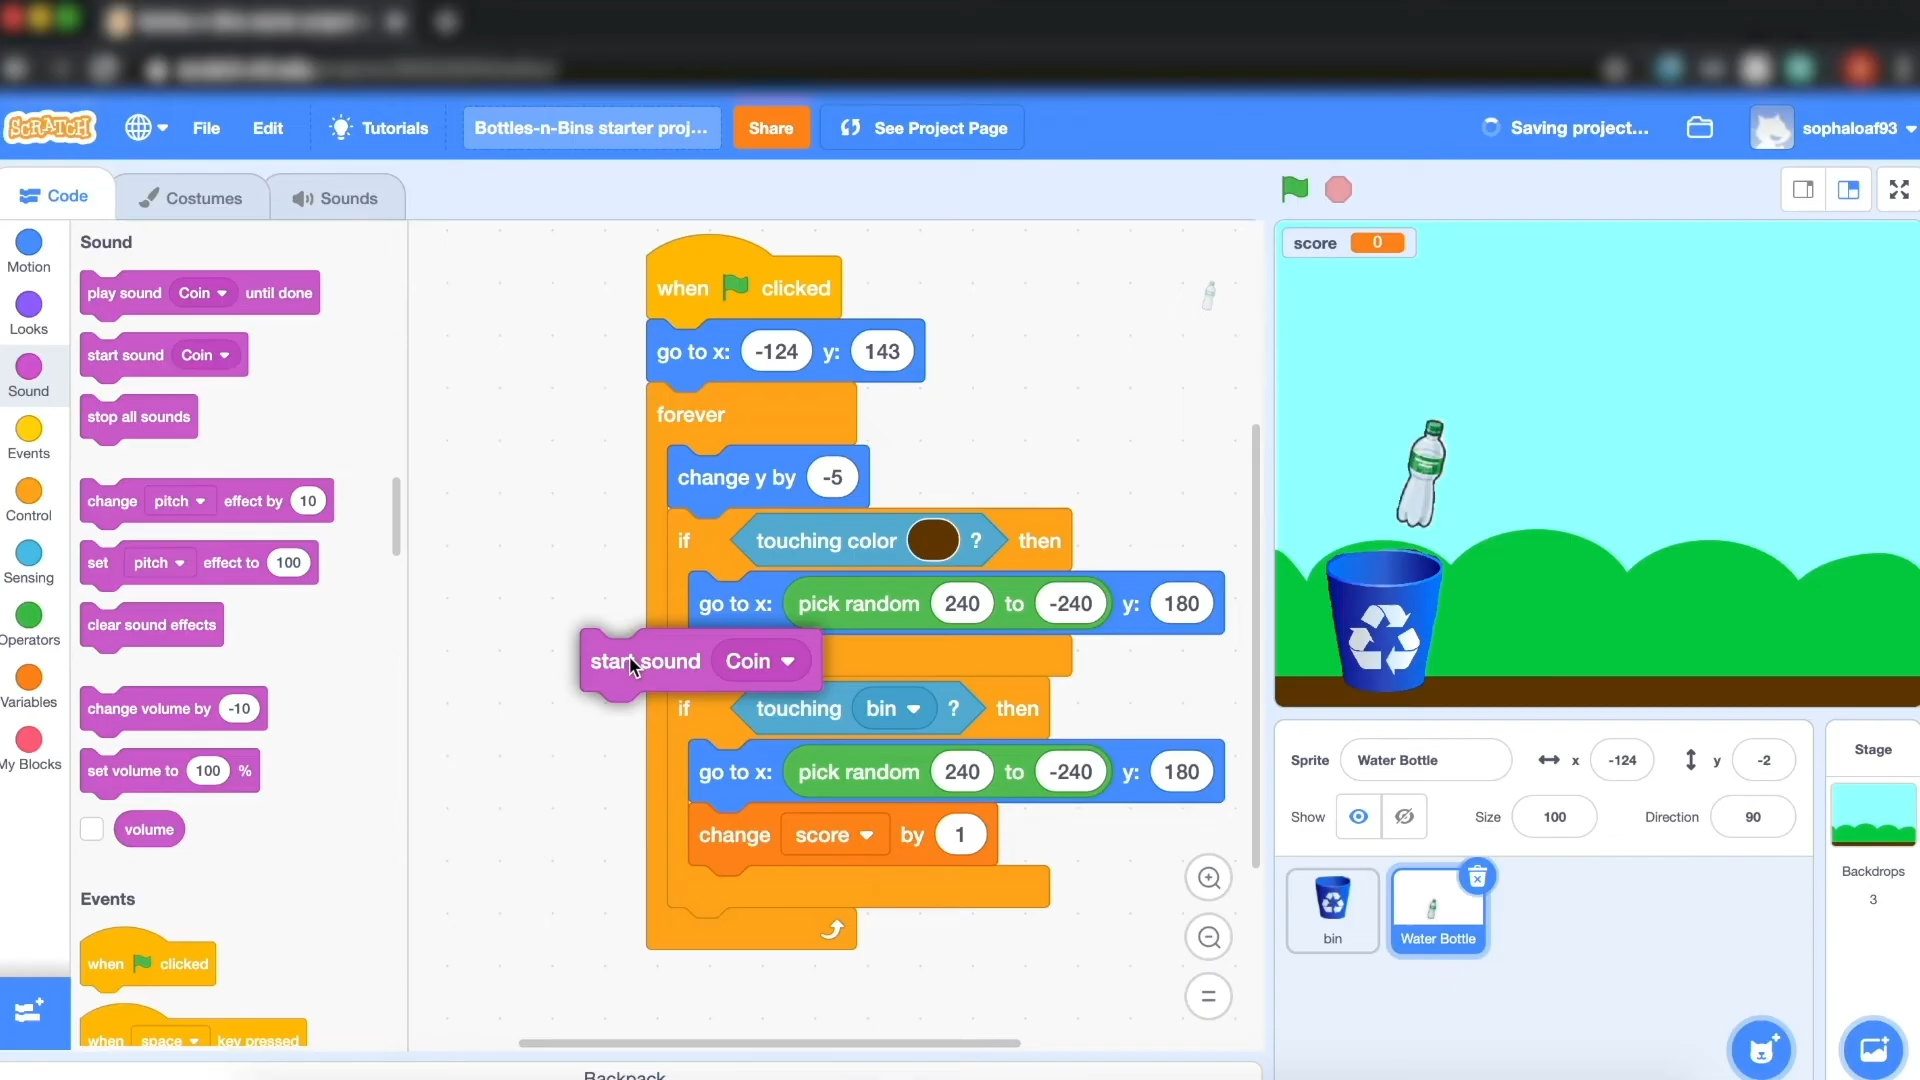 SCRATCH
File
Edit
Tutorials
Bottles-n-Bins starter proj...
Share
See Project Page
Saving project...
sophaloaf93
Code
Costumes
Sounds
Motion
Looks
Sound
Events
Control
Sensing
Operators
Variables
My Blocks
Sound
play sound Coin until done
start sound Coin
stop all sounds
change pitch effect by 10
set pitch effect to 100
clear sound effects
change volume by -10
set volume to 100 %
volume
Events
when clicked
when space key pressed
when clicked
go to x: -124 y: 143
forever
change y by -5
if touching color ? then
go to x: pick random 240 to -240 y: 180
start sound Coin
if touching bin ? then
go to x: pick random 240 to -240 y: 180
change score by 1
Backpack
score 0
Sprite Water Bottle x -124 y -2
Show Size 100 Direction 90
bin
Water Bottle
Stage
Backdrops
3